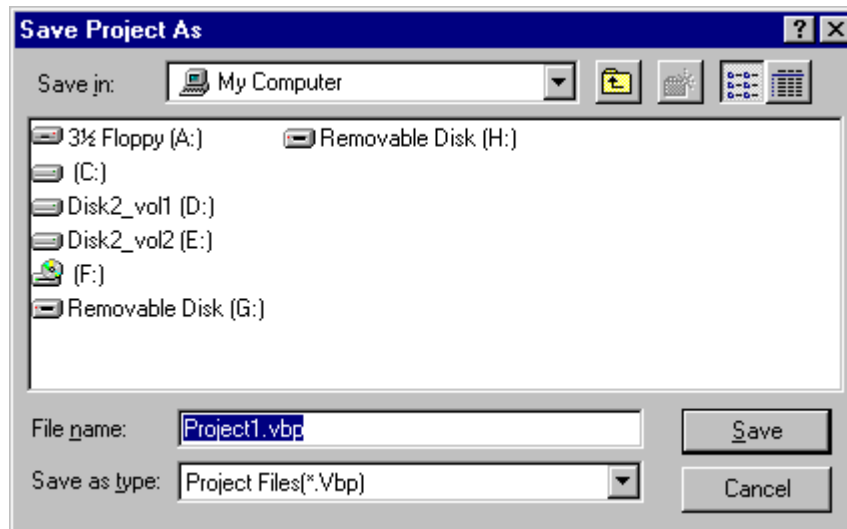 Save Project As
Save in: My Computer
3½ Floppy (A:)
(C:)
Disk2_vol1 (D:)
Disk2_vol2 (E:)
(F:)
Removable Disk (G:)
Removable Disk (H:)
File name: Project1.vbp
Save
Save as type: Project Files(*.Vbp)
Cancel